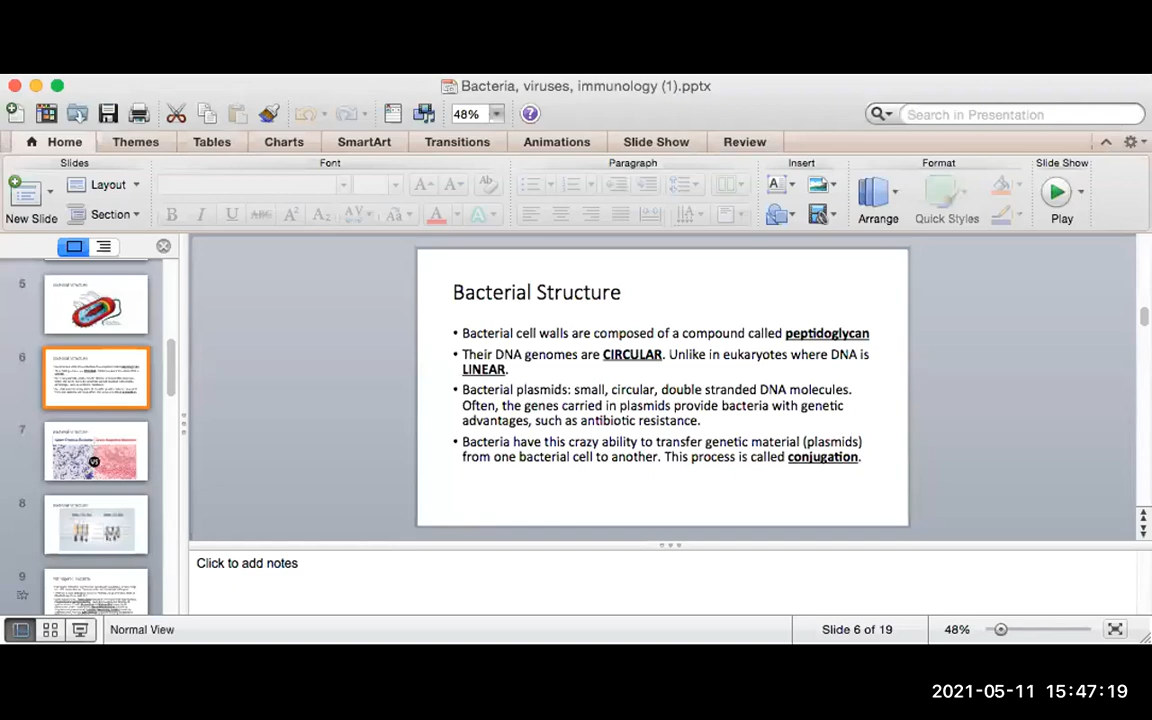 Bacteria, viruses, immunology (1).pptx
48%
Search in Presentation
Home Themes Tables Charts SmartArt Transitions Animations Slide Show Review
Slides Font Paragraph Insert Format Slide Show
New Slide Layout Section Arrange Quick Styles Play
5
6
7
8
9
Bacterial Structure
• Bacterial cell walls are composed of a compound called peptidoglycan
• Their DNA genomes are CIRCULAR. Unlike in eukaryotes where DNA is
LINEAR.
• Bacterial plasmids: small, circular, double stranded DNA molecules.
Often, the genes carried in plasmids provide bacteria with genetic
advantages, such as antibiotic resistance.
• Bacteria have this crazy ability to transfer genetic material (plasmids)
from one bacterial cell to another. This process is called conjugation.
Click to add notes
Normal View Slide 6 of 19 48%
2021-05-11 15:47:19